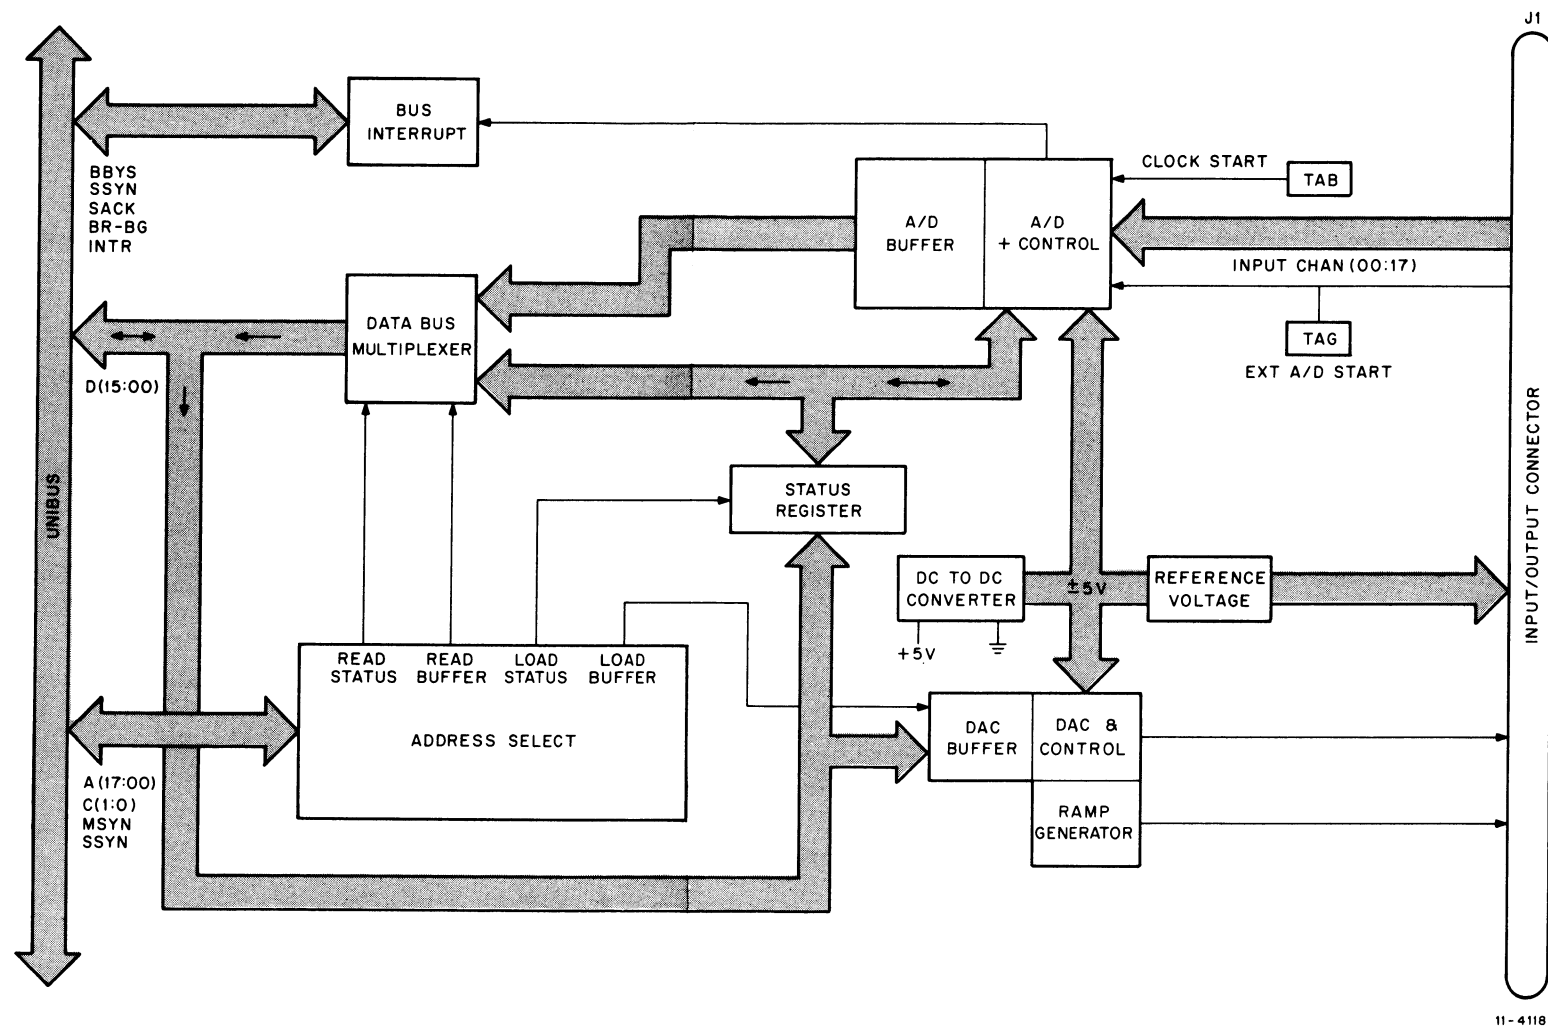 J1
BUS
INTERRUPT
BBYS
SSYN
SACK
BR-BG
INTR
CLOCK START
TAB
A/D
BUFFER
A/D
+ CONTROL
INPUT CHAN (00:17)
DATA BUS
MULTIPLEXER
TAG
EXT A/D START
D(15:00)
UNIBUS
INPUT/OUTPUT CONNECTOR
STATUS
REGISTER
DC TO DC
CONVERTER
±5V
REFERENCE
VOLTAGE
+5V
READ
STATUS
READ
BUFFER
LOAD
STATUS
LOAD
BUFFER
ADDRESS SELECT
DAC
BUFFER
DAC &
CONTROL
A(17:00)
C(1:0)
MSYN
SSYN
RAMP
GENERATOR
11-4118